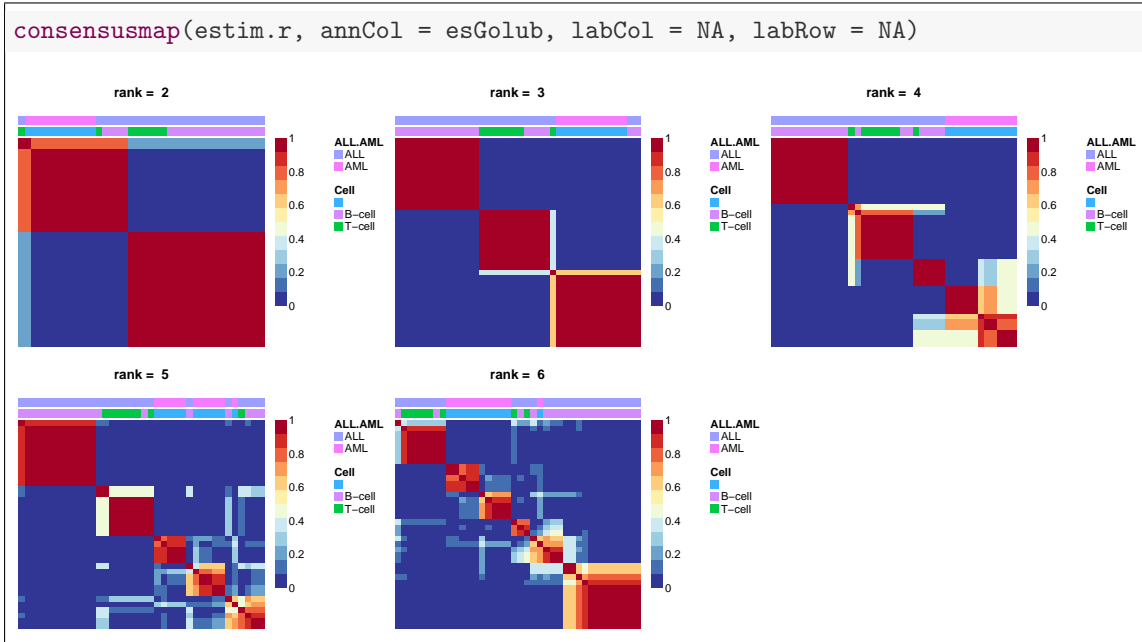 consensusmap(estim.r, annCol = esGolub, labCol = NA, labRow = NA)
rank = 2
1
0.8
0.6
0.4
0.2
0
ALL.AML
ALL
AML
Cell
B−cell
T−cell
rank = 3
1
0.8
0.6
0.4
0.2
0
ALL.AML
ALL
AML
Cell
B−cell
T−cell
rank = 4
1
0.8
0.6
0.4
0.2
0
ALL.AML
ALL
AML
Cell
B−cell
T−cell
rank = 5
1
0.8
0.6
0.4
0.2
0
ALL.AML
ALL
AML
Cell
B−cell
T−cell
rank = 6
1
0.8
0.6
0.4
0.2
0
ALL.AML
ALL
AML
Cell
B−cell
T−cell